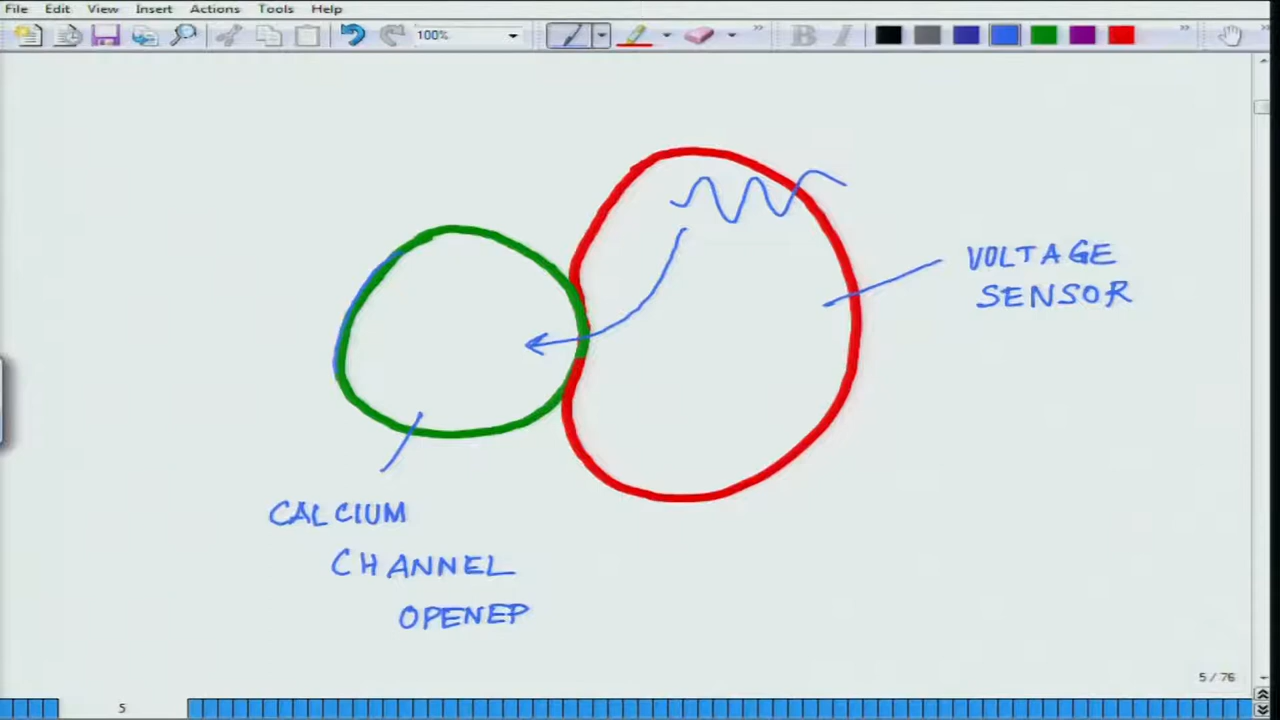 File Edit View Insert Actions Tools Help
100%
VOLTAGE
SENSOR
CALCIUM
CHANNEL
OPENEP
5 / 76
5